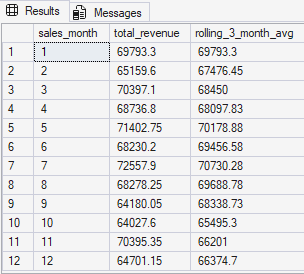 Results Messages
sales_month total_revenue rolling_3_month_avg
1 1 69793.3 69793.3
2 2 65159.6 67476.45
3 3 70397.1 68450
4 4 68736.8 68097.83
5 5 71402.75 70178.88
6 6 68230.2 69456.58
7 7 72557.9 70730.28
8 8 68278.25 69688.78
9 9 64180.05 68338.73
10 10 64027.6 65495.3
11 11 70395.35 66201
12 12 64701.15 66374.7